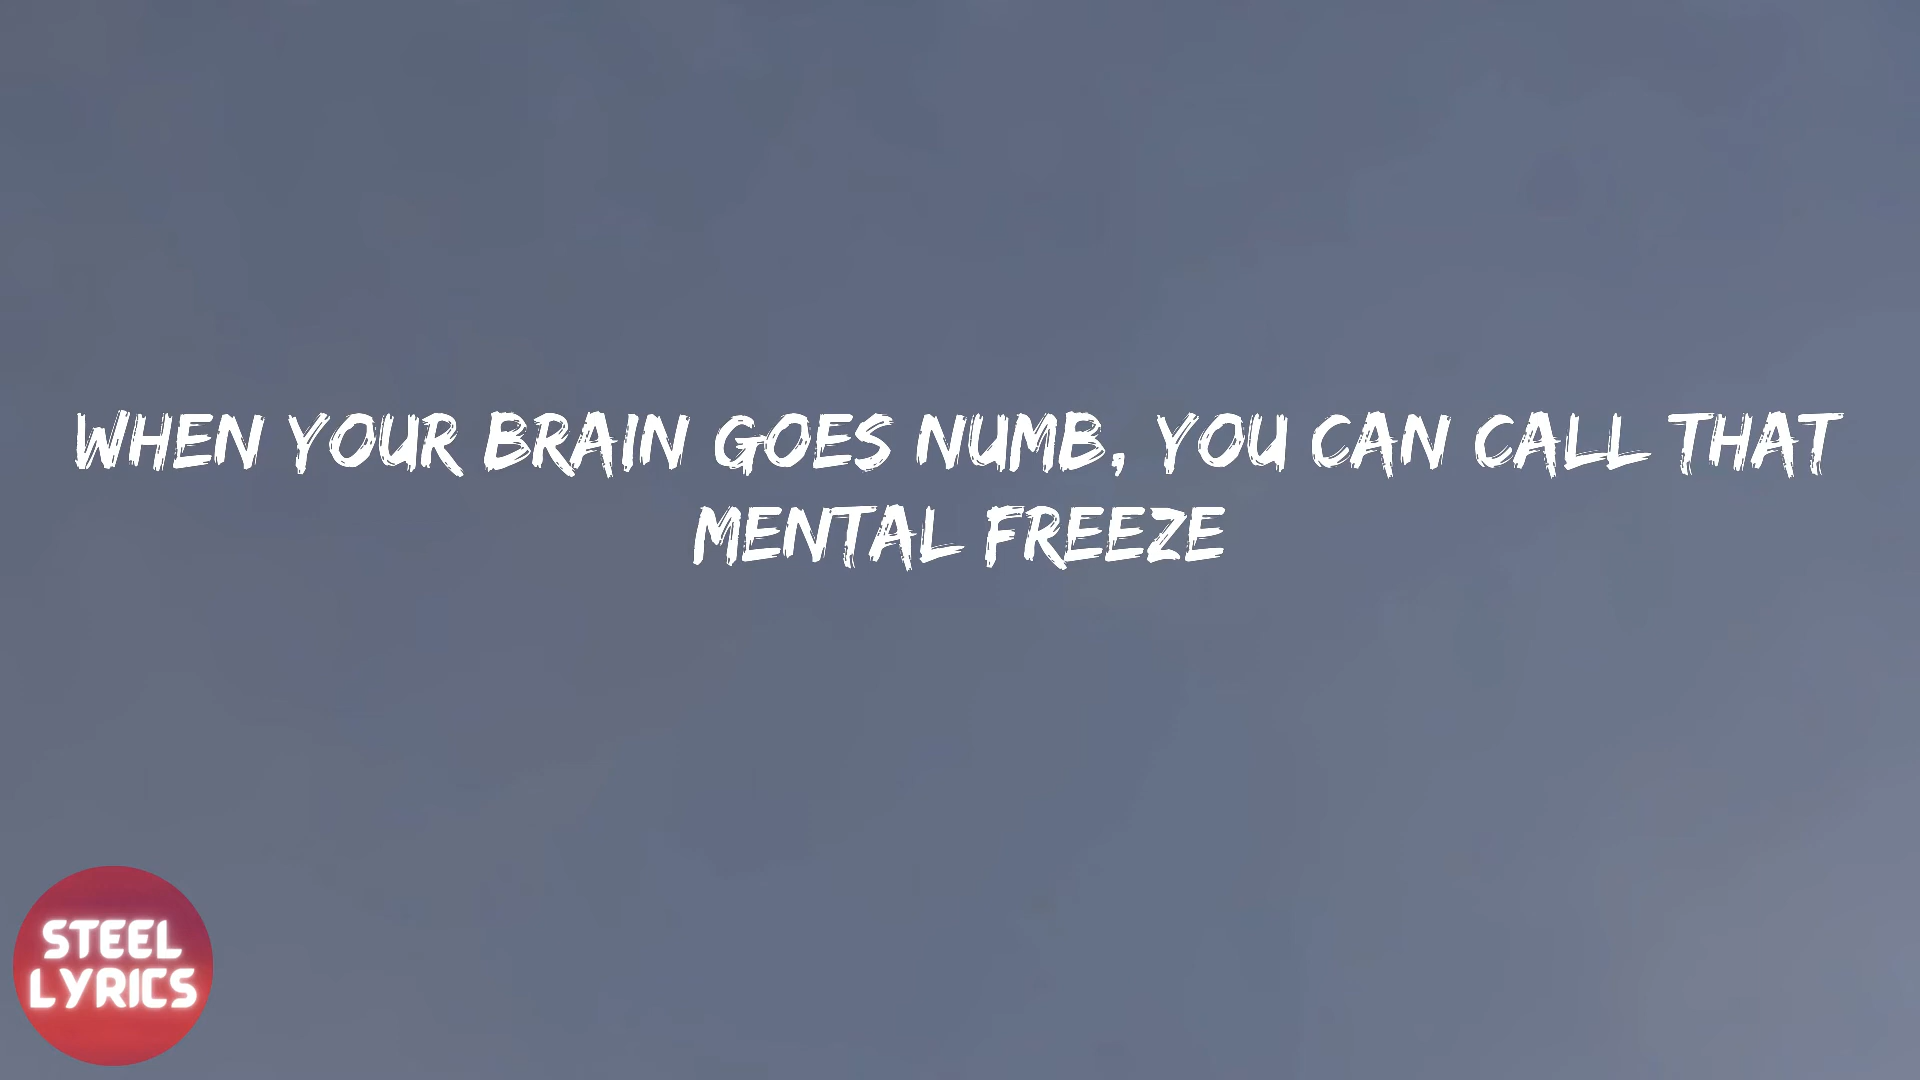 WHEN YOUR BRAIN GOES NUMB, YOU CAN CALL THAT
MENTAL FREEZE
STEEL
LYRICS